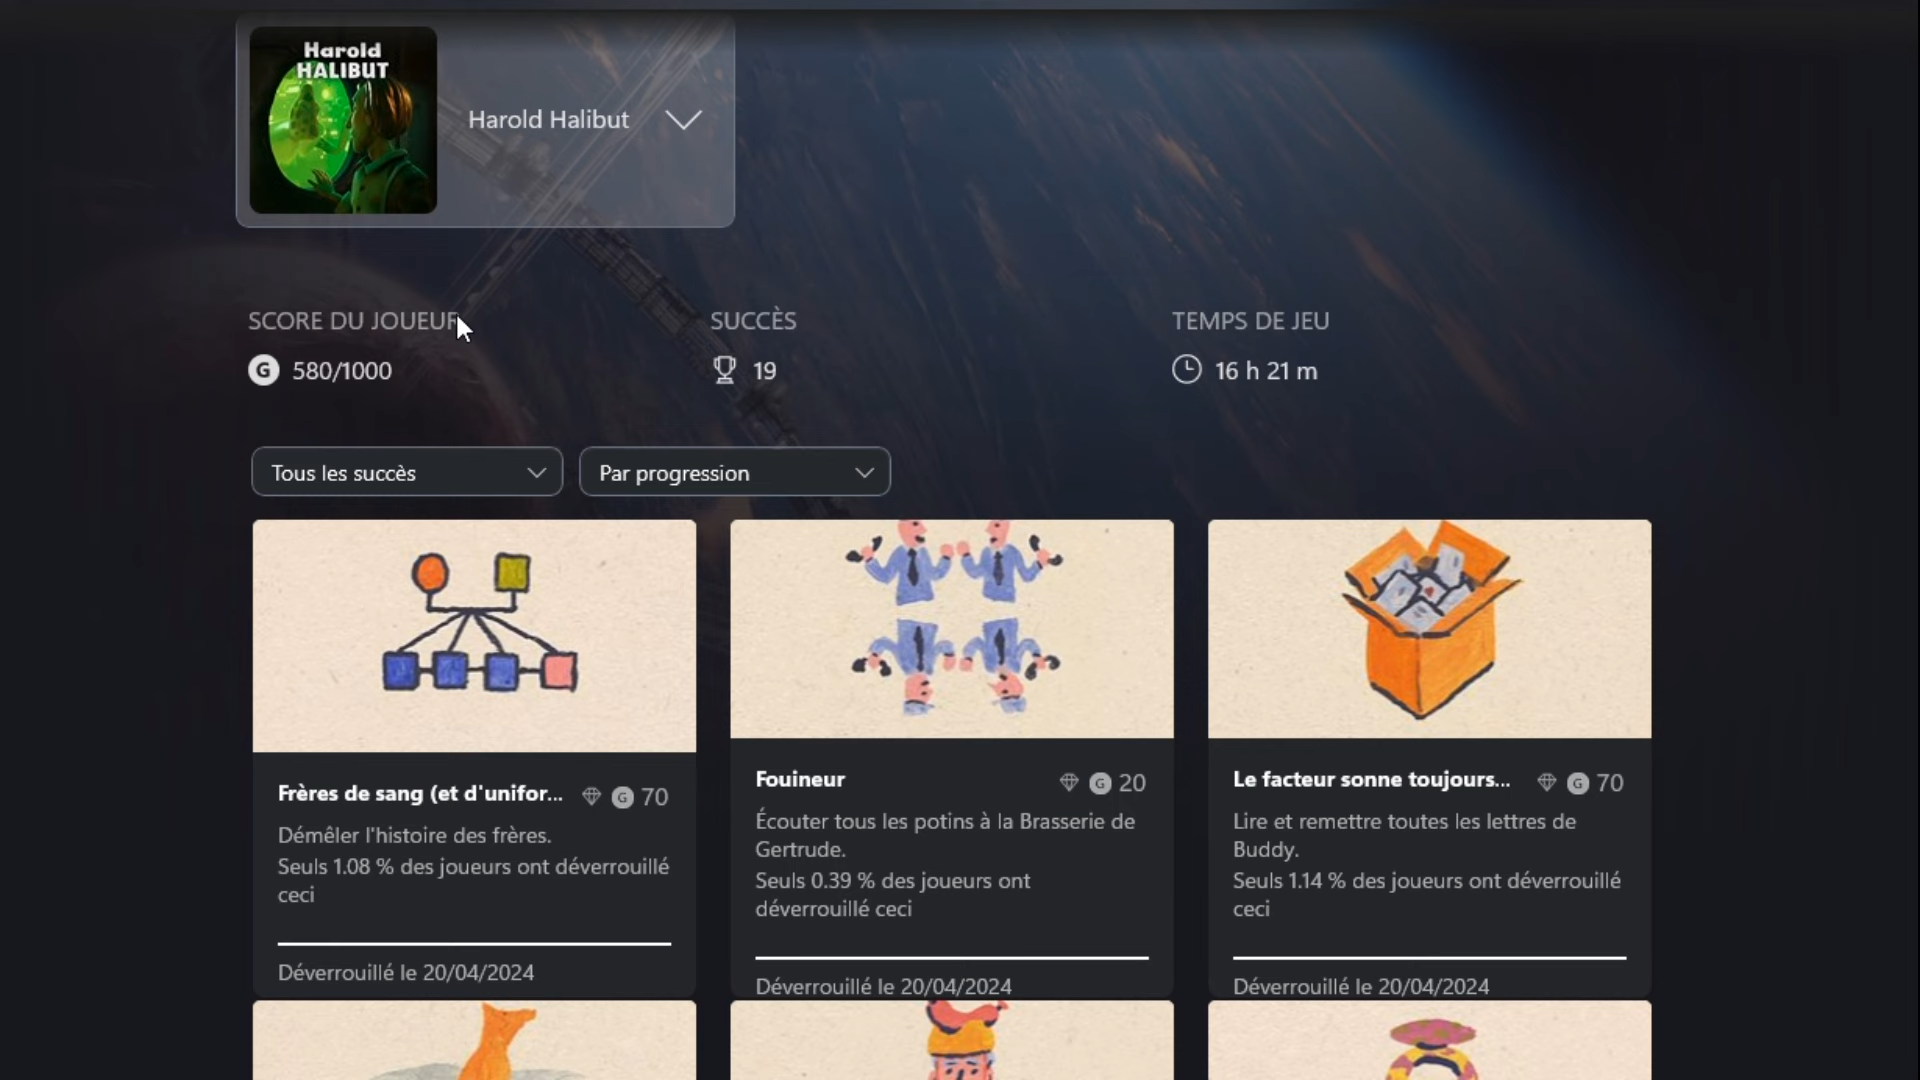 Harold
HALIBUT
Harold Halibut
SCORE DU JOUEUR
G 580/1000
SUCCÈS
19
TEMPS DE JEU
16 h 21 m
Tous les succès
Par progression
Frères de sang (et d'unifor... G 70
Démêler l'histoire des frères.
Seuls 1.08 % des joueurs ont déverrouillé
ceci
Déverrouillé le 20/04/2024
Fouineur G 20
Écouter tous les potins à la Brasserie de
Gertrude.
Seuls 0.39 % des joueurs ont
déverrouillé ceci
Déverrouillé le 20/04/2024
Le facteur sonne toujours... G 70
Lire et remettre toutes les lettres de
Buddy.
Seuls 1.14 % des joueurs ont déverrouillé
ceci
Déverrouillé le 20/04/2024